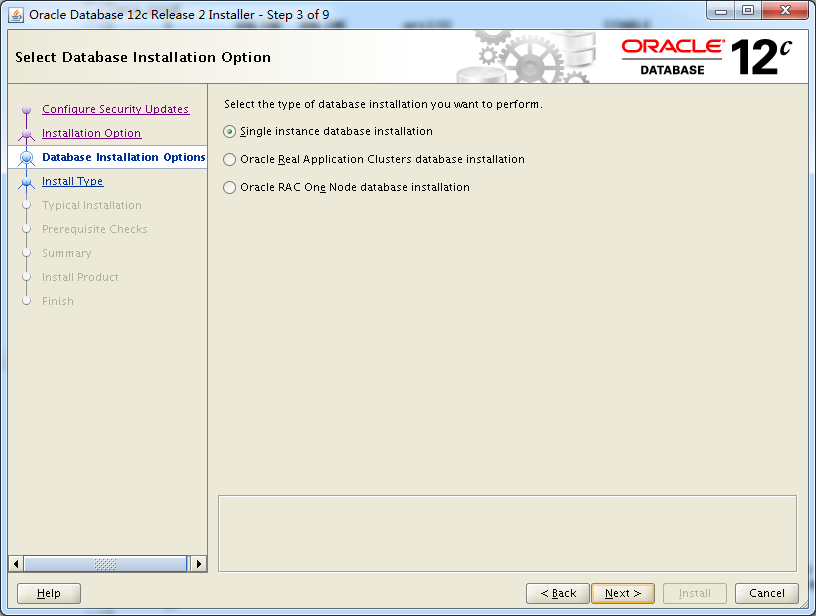 Oracle Database 12c Release 2 Installer - Step 3 of 9
Select Database Installation Option
ORACLE
DATABASE
12c
Configure Security Updates
Installation Option
Database Installation Options
Install Type
Typical Installation
Prerequisite Checks
Summary
Install Product
Finish
Select the type of database installation you want to perform.
Single instance database installation
Oracle Real Application Clusters database installation
Oracle RAC One Node database installation
Help
< Back
Next >
Install
Cancel